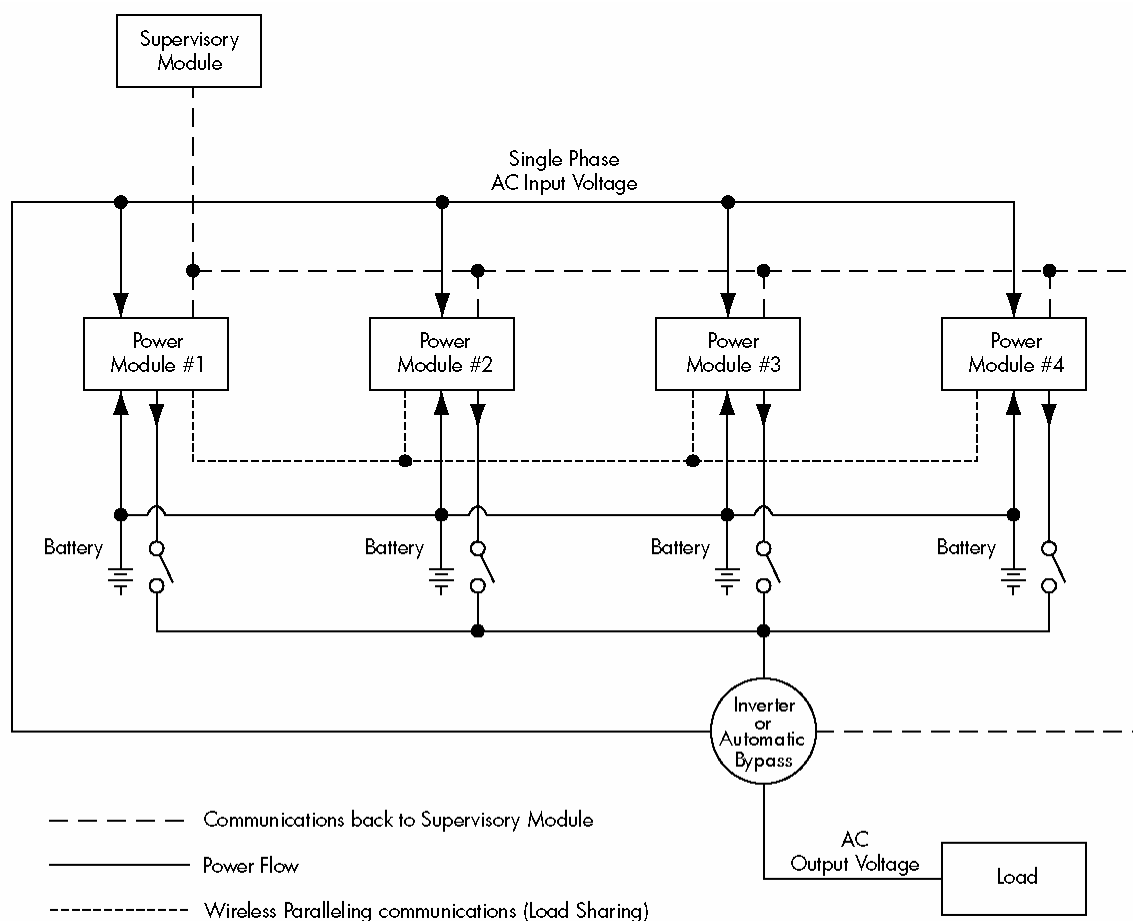 Supervisory
Module
Single Phase
AC Input Voltage
Power
Module #1
Power
Module #2
Power
Module #3
Power
Module #4
Battery
Battery
Battery
Battery
Inverter
or
Automatic
Bypass
Communications back to Supervisory Module
Power Flow
Wireless Paralleling communications (Load Sharing)
AC
Output Voltage
Load